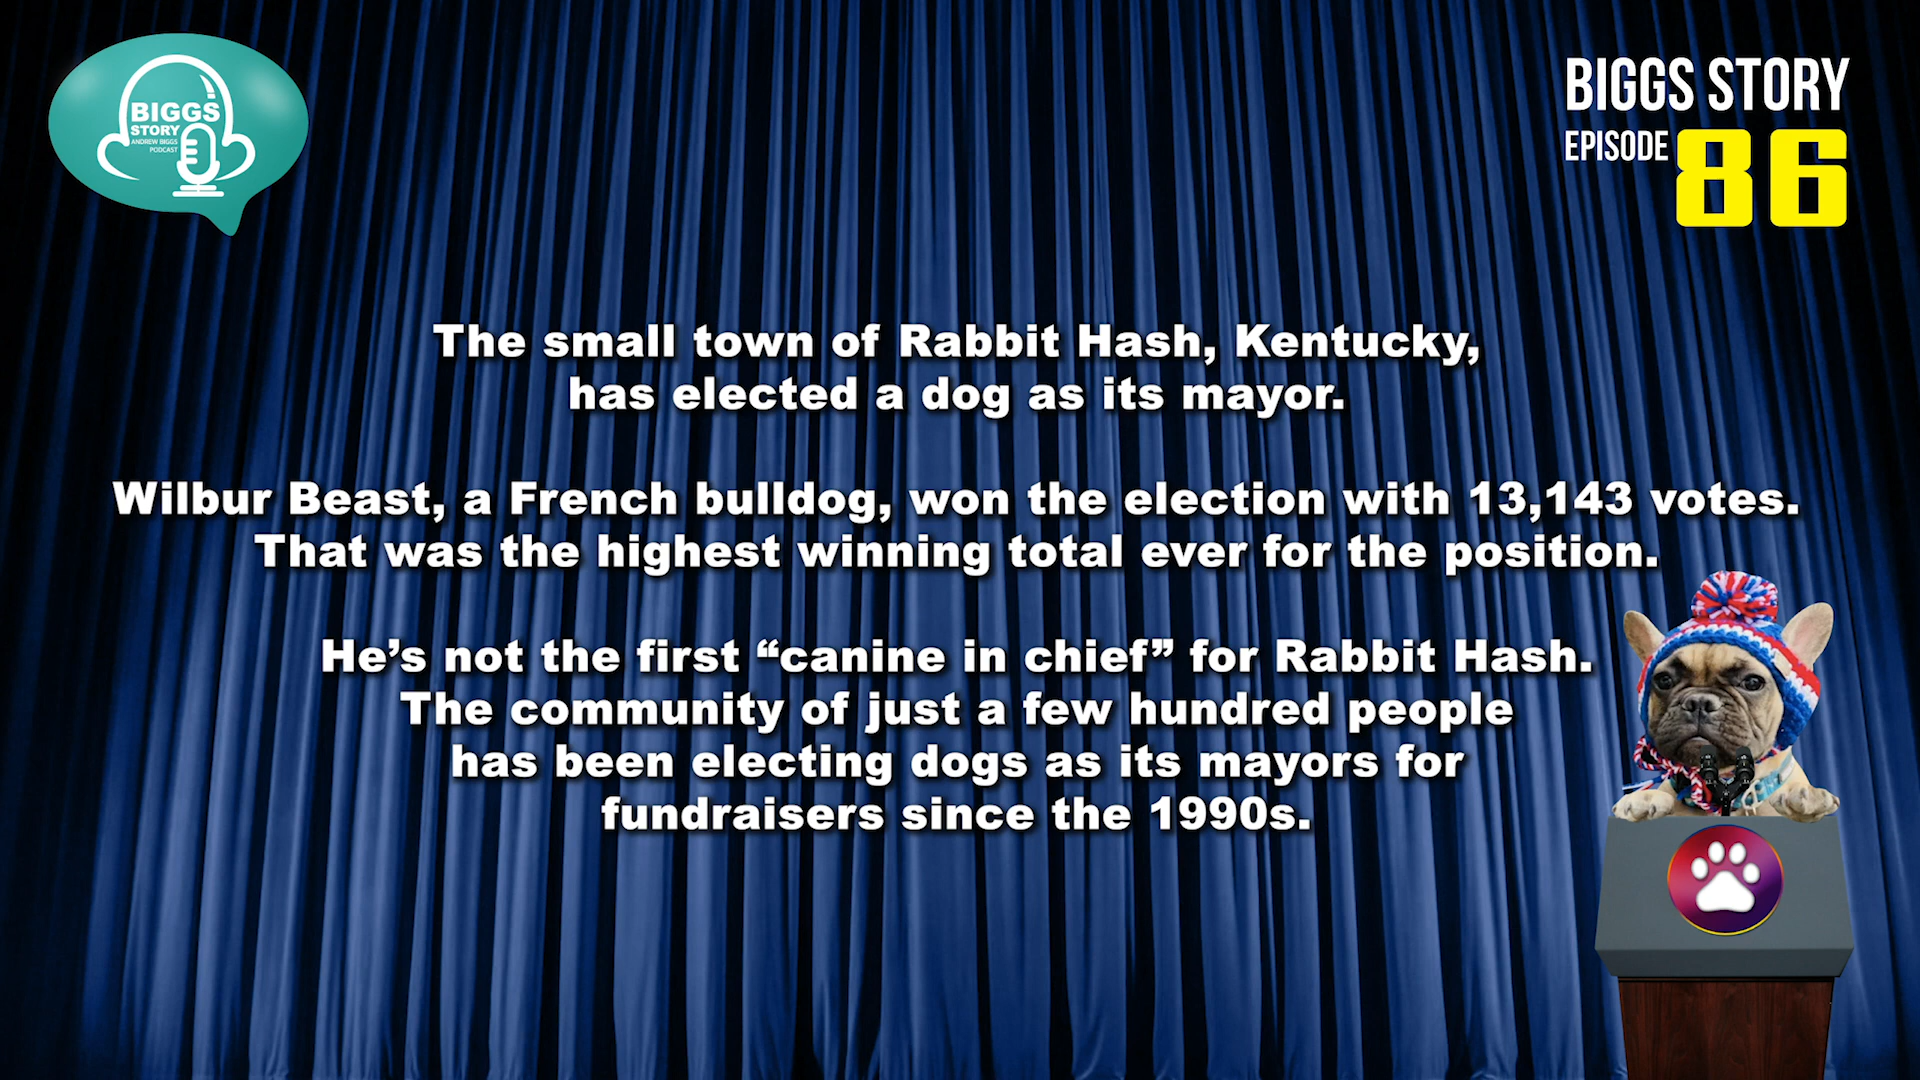 BIGGS
STORY
ANDREW BIGGS
PODCAST
BIGGS STORY
EPISODE 86
The small town of Rabbit Hash, Kentucky,
has elected a dog as its mayor.
Wilbur Beast, a French bulldog, won the election with 13,143 votes.
That was the highest winning total ever for the position.
He’s not the first “canine in chief” for Rabbit Hash.
The community of just a few hundred people
has been electing dogs as its mayors for
fundraisers since the 1990s.